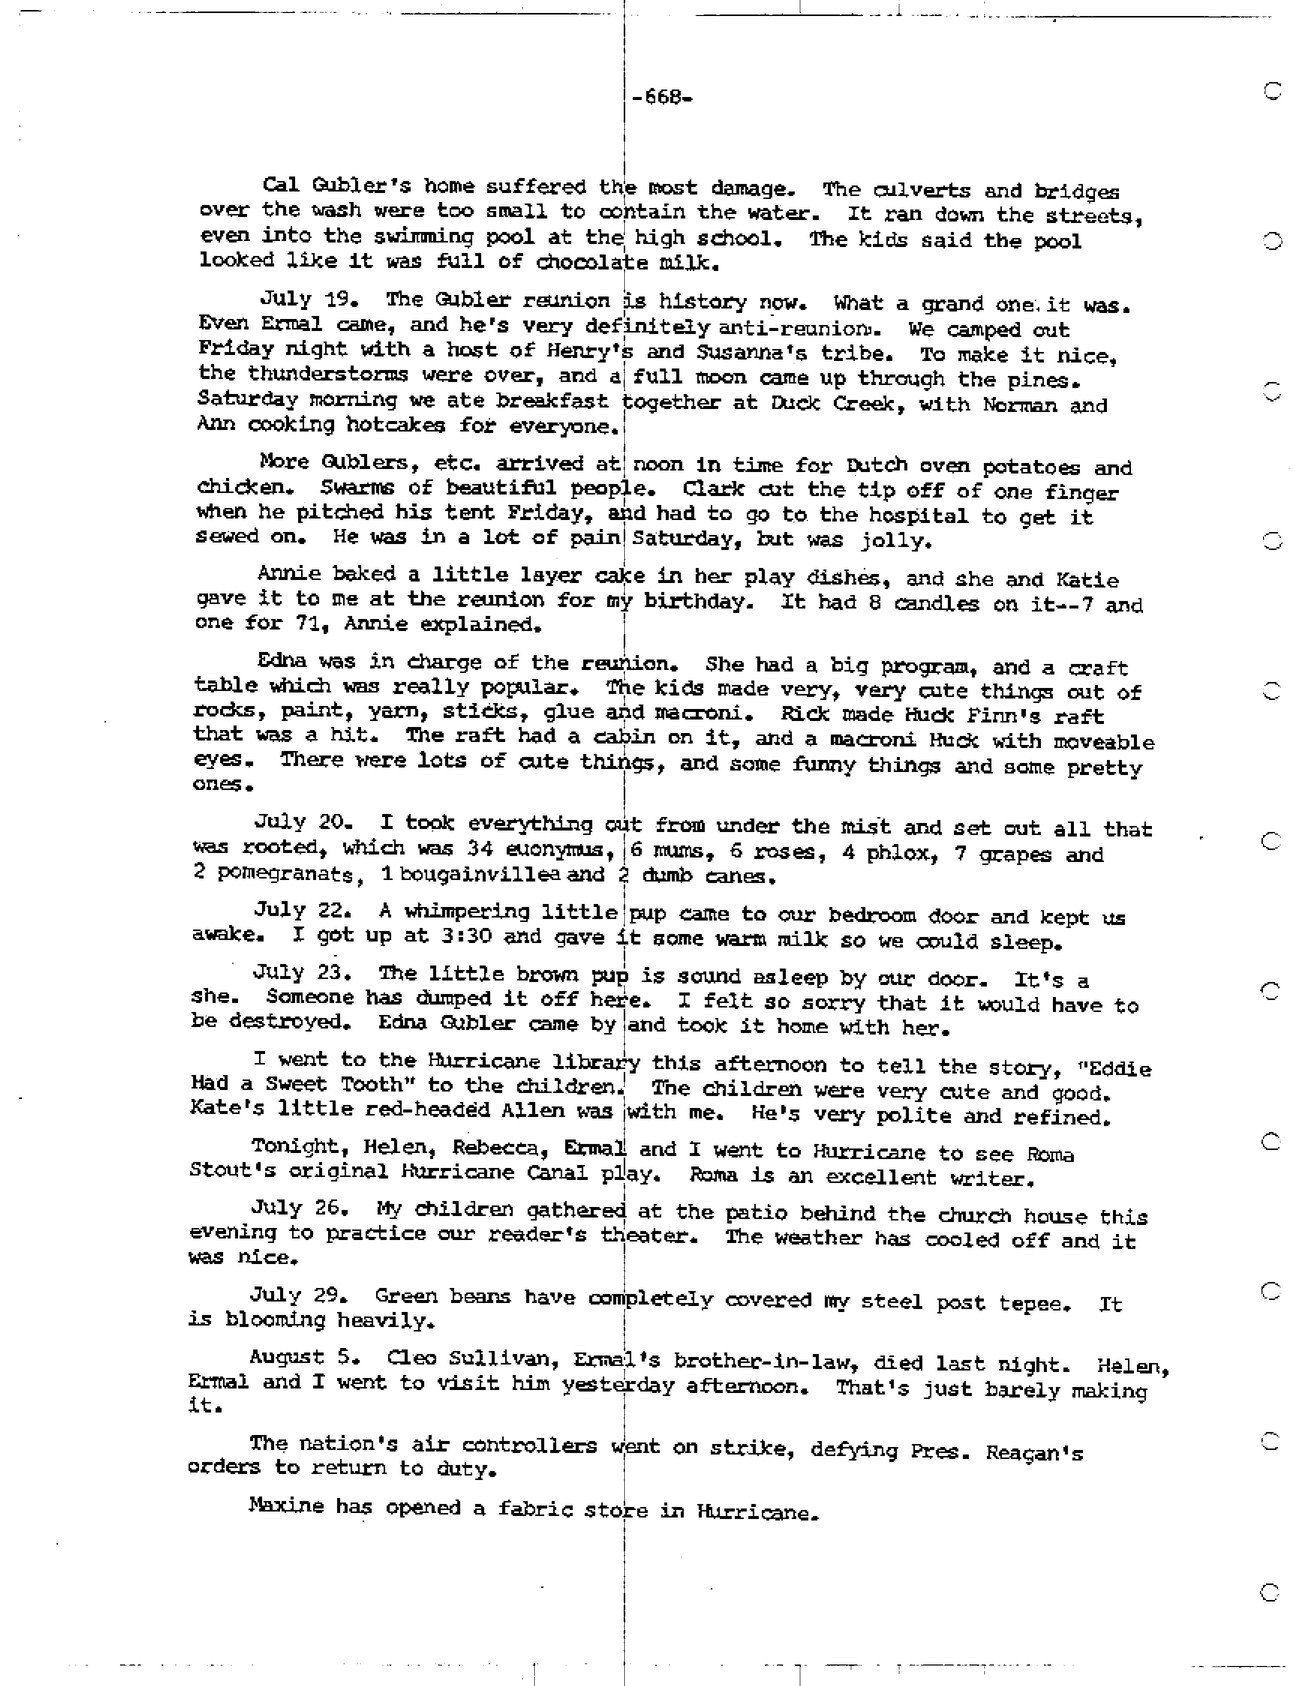 -668-
Cal Gubler's home suffered the most damage. The culverts and bridges
over the wash were too small to contain the water. It ran down the streets,
even into the swimming pool at the high school. The kids said the pool
looked like it was full of chocolate milk.
July 19. The Gubler reunion is history now. What a grand one it was.
Even Ermal came, and he's very definitely anti-reunion. We camped out
Friday night with a host of Henry's and Susanna's tribe. To make it nice,
the thunderstorms were over, and a full moon came up through the pines.
Saturday morning we ate breakfast together at Duck Creek, with Norman and
Ann cooking hotcakes for everyone.
More Gublers, etc. arrived at noon in time for Dutch oven potatoes and
chicken. Swarms of beautiful people. Clark cut the tip off of one finger
when he pitched his tent Friday, and had to go to the hospital to get it
sewed on. He was in a lot of pain Saturday, but was jolly.
Annie baked a little layer cake in her play dishes, and she and Katie
gave it to me at the reunion for my birthday. It had 8 candles on it--7 and
one for 71, Annie explained.
Edna was in charge of the reunion. She had a big program, and a craft
table which was really popular. The kids made very, very cute things out of
rocks, paint, yarn, sticks, glue and macroni. Rick made Huck Finn's raft
that was a hit. The raft had a cabin on it, and a macroni Huck with moveable
eyes. There were lots of cute things, and some funny things and some pretty
ones.
July 20. I took everything out from under the mist and set out all that
was rooted, which was 34 euonymus, 6 mums, 6 roses, 4 phlox, 7 grapes and
2 pomegranats, 1 bougainvillea and 2 dumb canes.
July 22. A whimpering little pup came to our bedroom door and kept us
awake. I got up at 3:30 and gave it some warm milk so we could sleep.
July 23. The little brown pup is sound asleep by our door. It's a
she. Someone has dumped it off here. I felt so sorry that it would have to
be destroyed. Edna Gubler came by and took it home with her.
I went to the Hurricane library this afternoon to tell the story, "Eddie
Had a Sweet Tooth" to the children. The children were very cute and good.
Kate's little red-headed Allen was with me. He's very polite and refined.
Tonight, Helen, Rebecca, Ermal and I went to Hurricane to see Roma
Stout's original Hurricane Canal play. Roma is an excellent writer.
July 26. My children gathered at the patio behind the church house this
evening to practice our reader's theater. The weather has cooled off and it
was nice.
July 29. Green beans have completely covered my steel post tepee. It
is blooming heavily.
August 5. Cleo Sullivan, Ermal's brother-in-law, died last night. Helen,
Ermal and I went to visit him yesterday afternoon. That's just barely making
it.
The nation's air controllers went on strike, defying Pres. Reagan's
orders to return to duty.
Maxine has opened a fabric store in Hurricane.